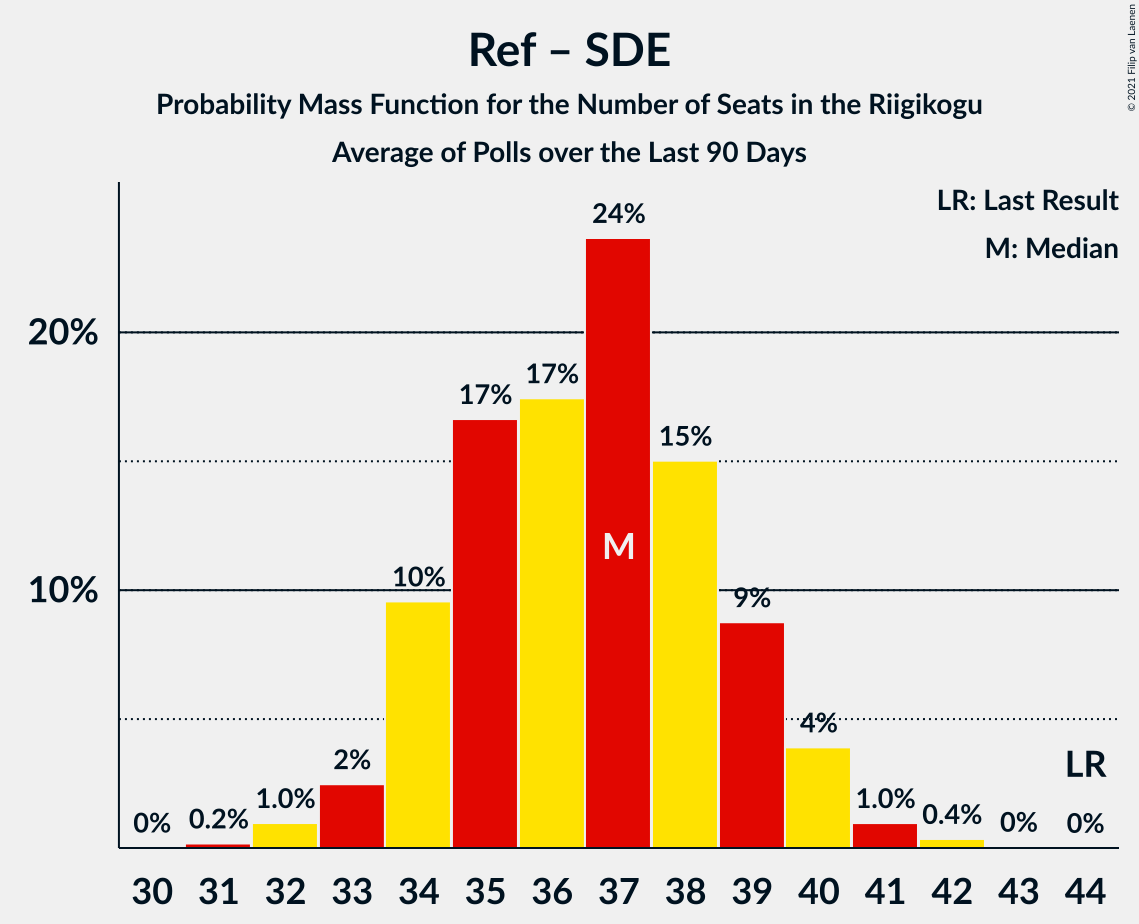 Ref – SDE
Probability Mass Function for the Number of Seats in the Riigikogu
Average of Polls over the Last 90 Days
© 2021 Filip van Laenen
LR: Last Result
M: Median
20%
10%
0%
0.2%
1.0%
2%
10%
17%
17%
24%
15%
9%
4%
1.0%
0.4%
0%
0%
M
LR
30 31 32 33 34 35 36 37 38 39 40 41 42 43 44